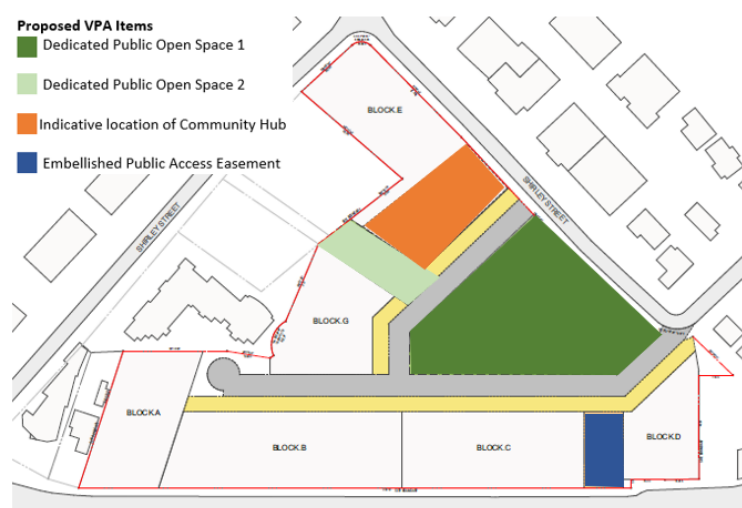 Proposed VPA Items
Dedicated Public Open Space 1
Dedicated Public Open Space 2
Indicative location of Community Hub
Embellished Public Access Easement
BLOCK.E
SHIRLEY STREET
SHIRLEY STREET
BLOCK.G
BLOCK.A
BLOCK.B
BLOCK.C
BLOCK.D